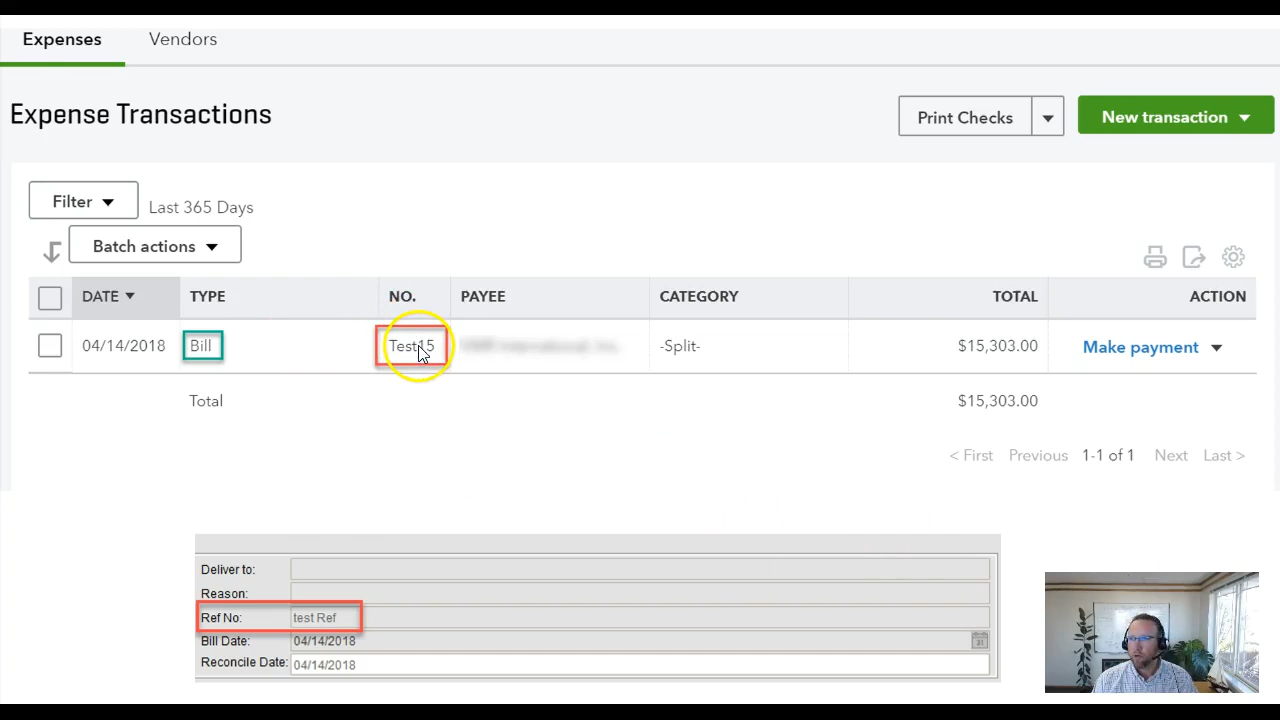 Expenses Vendors
Expense Transactions
Print Checks New transaction
Filter Last 365 Days
Batch actions
DATE TYPE NO. PAYEE CATEGORY TOTAL ACTION
04/14/2018 Bill Test15 -Split- $15,303.00 Make payment
Total $15,303.00
< First Previous 1-1 of 1 Next Last >
Deliver to:
Reason:
Ref No: test Ref
Bill Date: 04/14/2018
Reconcile Date: 04/14/2018